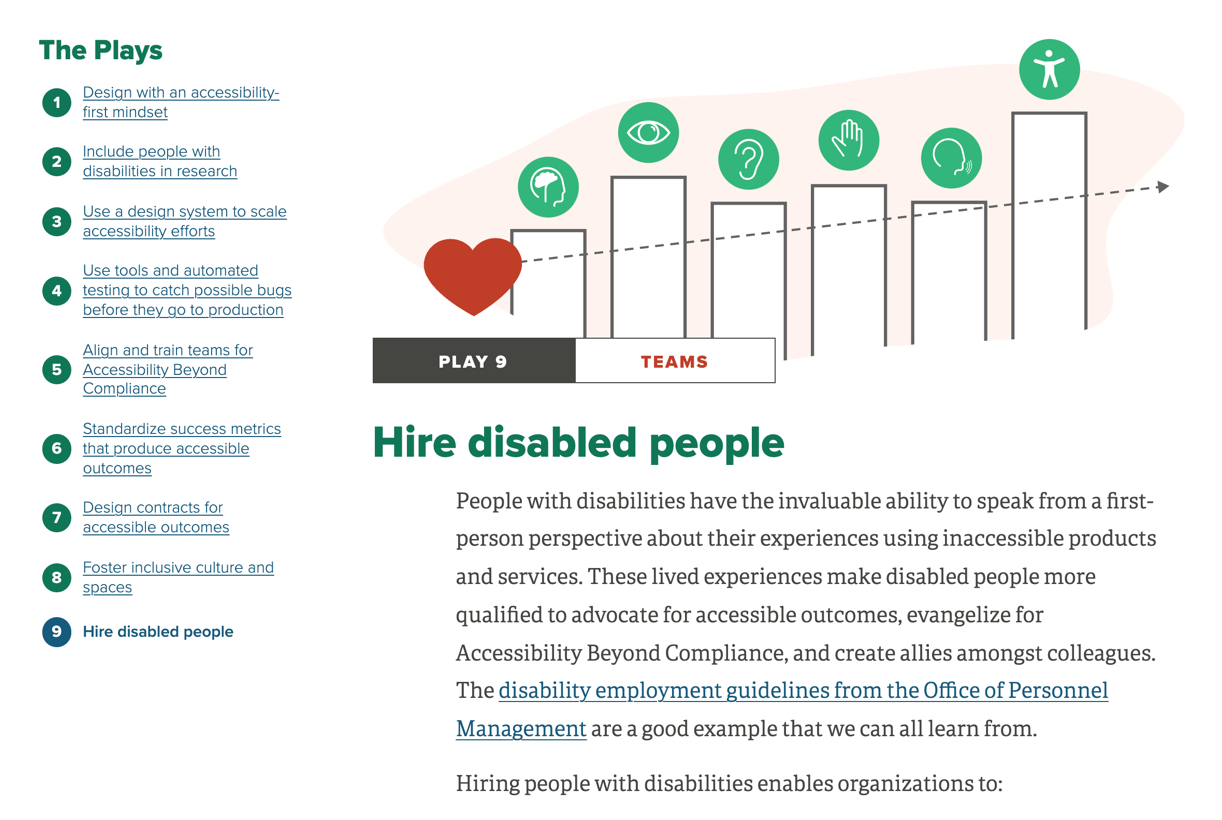 The Plays
1
Design with an accessibility-
first mindset
2
Include people with
disabilities in research
3
Use a design system to scale
accessibility efforts
4
Use tools and automated
testing to catch possible bugs
before they go to production
5
Align and train teams for
Accessibility Beyond
Compliance
6
Standardize success metrics
that produce accessible
outcomes
7
Design contracts for
accessible outcomes
8
Foster inclusive culture and
spaces
9
Hire disabled people
PLAY 9
TEAMS
Hire disabled people
People with disabilities have the invaluable ability to speak from a first-
person perspective about their experiences using inaccessible products
and services. These lived experiences make disabled people more
qualified to advocate for accessible outcomes, evangelize for
Accessibility Beyond Compliance, and create allies amongst colleagues.
The disability employment guidelines from the Office of Personnel
Management are a good example that we can all learn from.
Hiring people with disabilities enables organizations to: